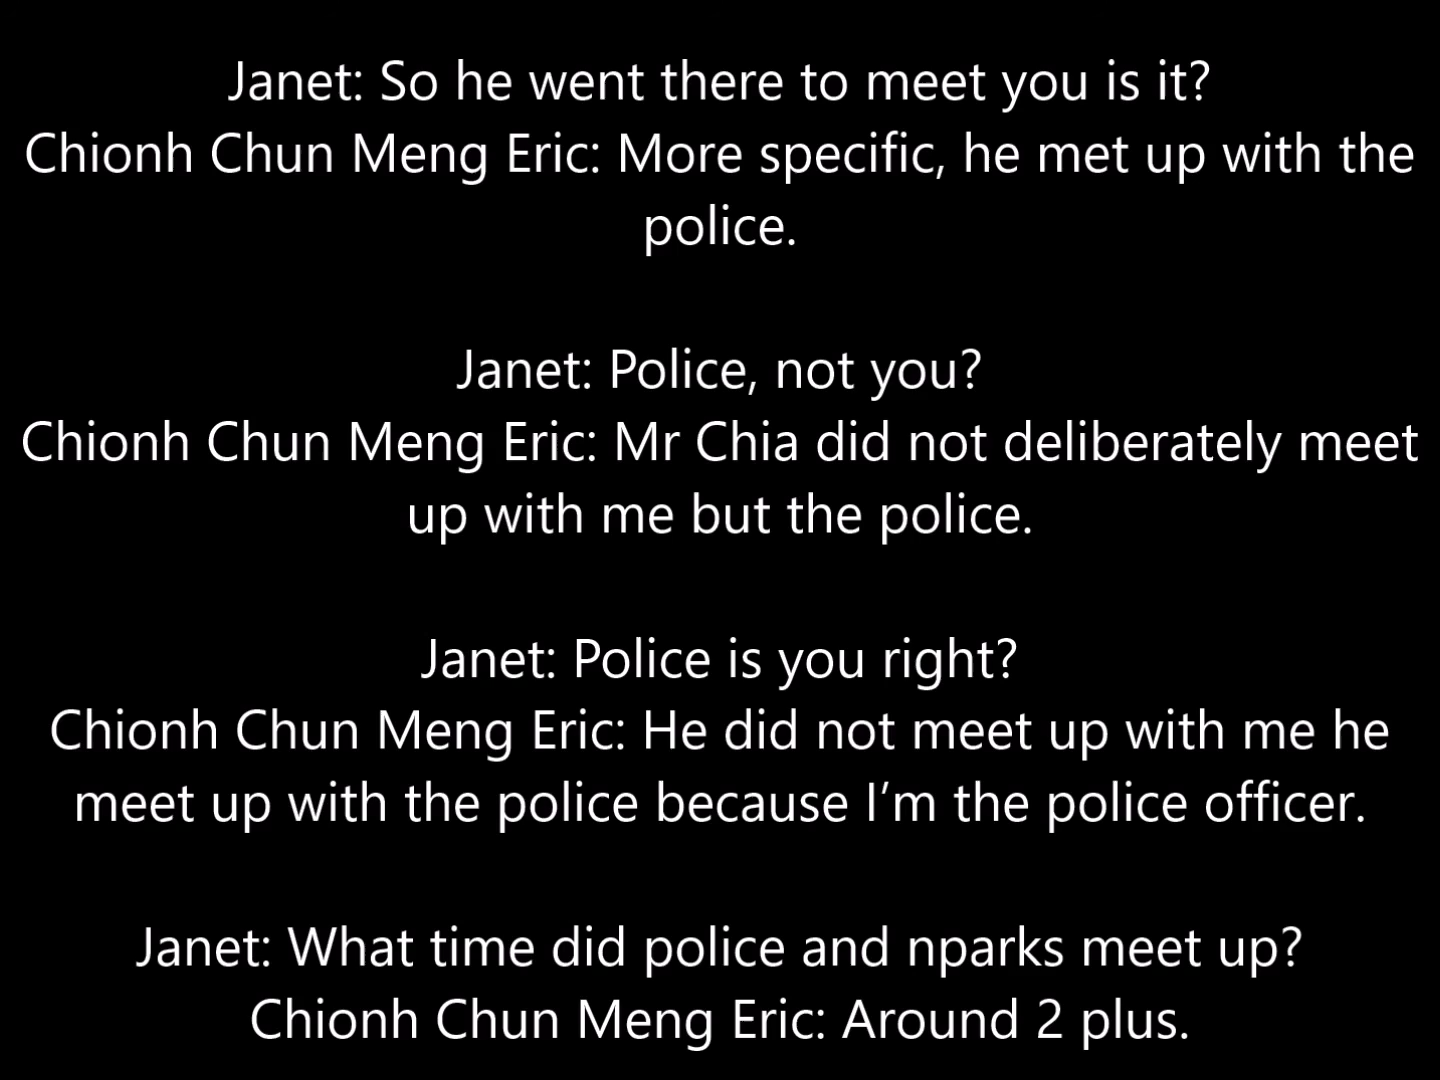 Janet: So he went there to meet you is it?
Chionh Chun Meng Eric: More specific, he met up with the
police.
Janet: Police, not you?
Chionh Chun Meng Eric: Mr Chia did not deliberately meet
up with me but the police.
Janet: Police is you right?
Chionh Chun Meng Eric: He did not meet up with me he
meet up with the police because I’m the police officer.
Janet: What time did police and nparks meet up?
Chionh Chun Meng Eric: Around 2 plus.